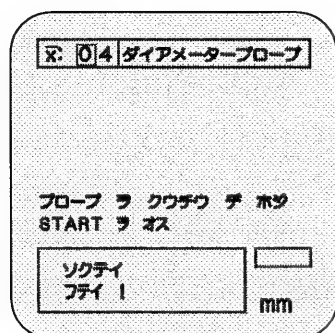 x: 04 ダイアメータープローブ
プローブ ヲ クウチウ デ ホジ
START ヲ オス
ソクテイ
フテイ !
mm